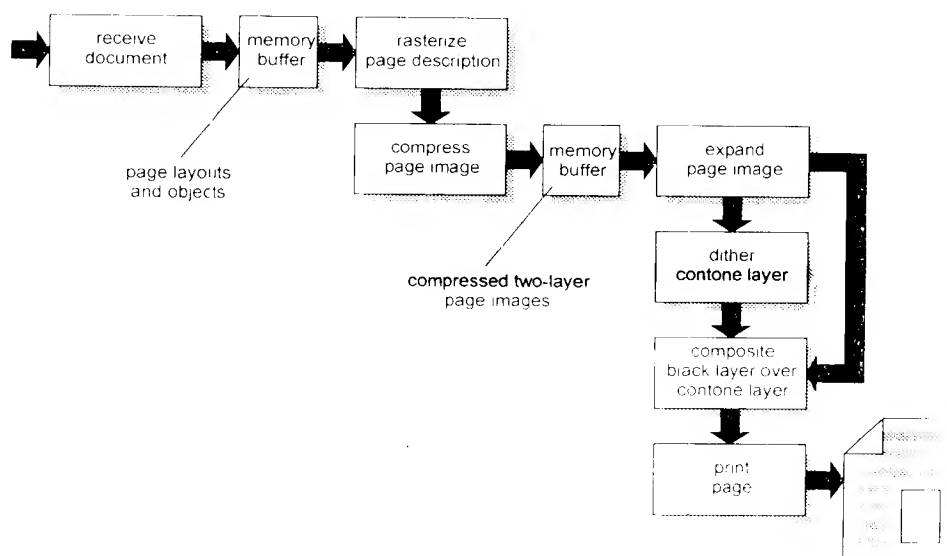 receive
document
memory
buffer
rasterize
page description
page layouts
and objects
compress
page image
memory
buffer
expand
page image
compressed two-layer
page images
dither
contone layer
composite
black layer over
contone layer
print
page